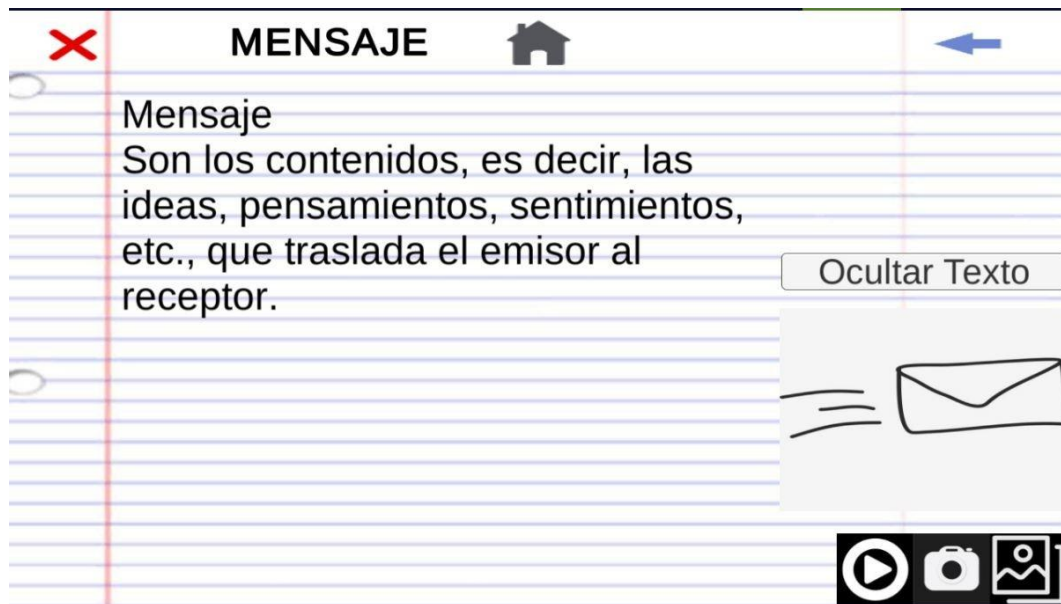 MENSAJE
Mensaje
Son los contenidos, es decir, las
ideas, pensamientos, sentimientos,
etc., que traslada el emisor al
receptor.
Ocultar Texto